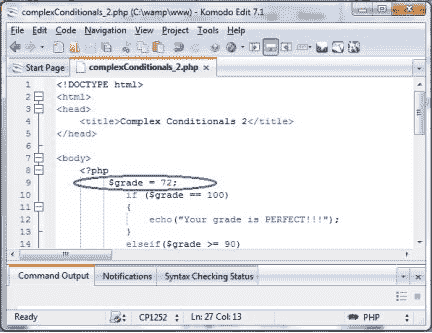 complexConditionals_2.php (C:\wamp\www) - Komodo Edit 7.1
File Edit Code Navigation View Project Tools Help
Start Page complexConditionals_2.php ×
1 <!DOCTYPE html>
2 <html>
3 <head>
4 <title>Complex Conditionals 2</title>
5 </head>
6
7 <body>
8 <?php
9 $grade = 72;
10 if ($grade == 100)
11 {
12 echo("Your grade is PERFECT!!!");
13 }
14 elseif($grade >= 90)
Command Output Notifications Syntax Checking Status
Ready CP1252 Ln: 27 Col: 13 PHP